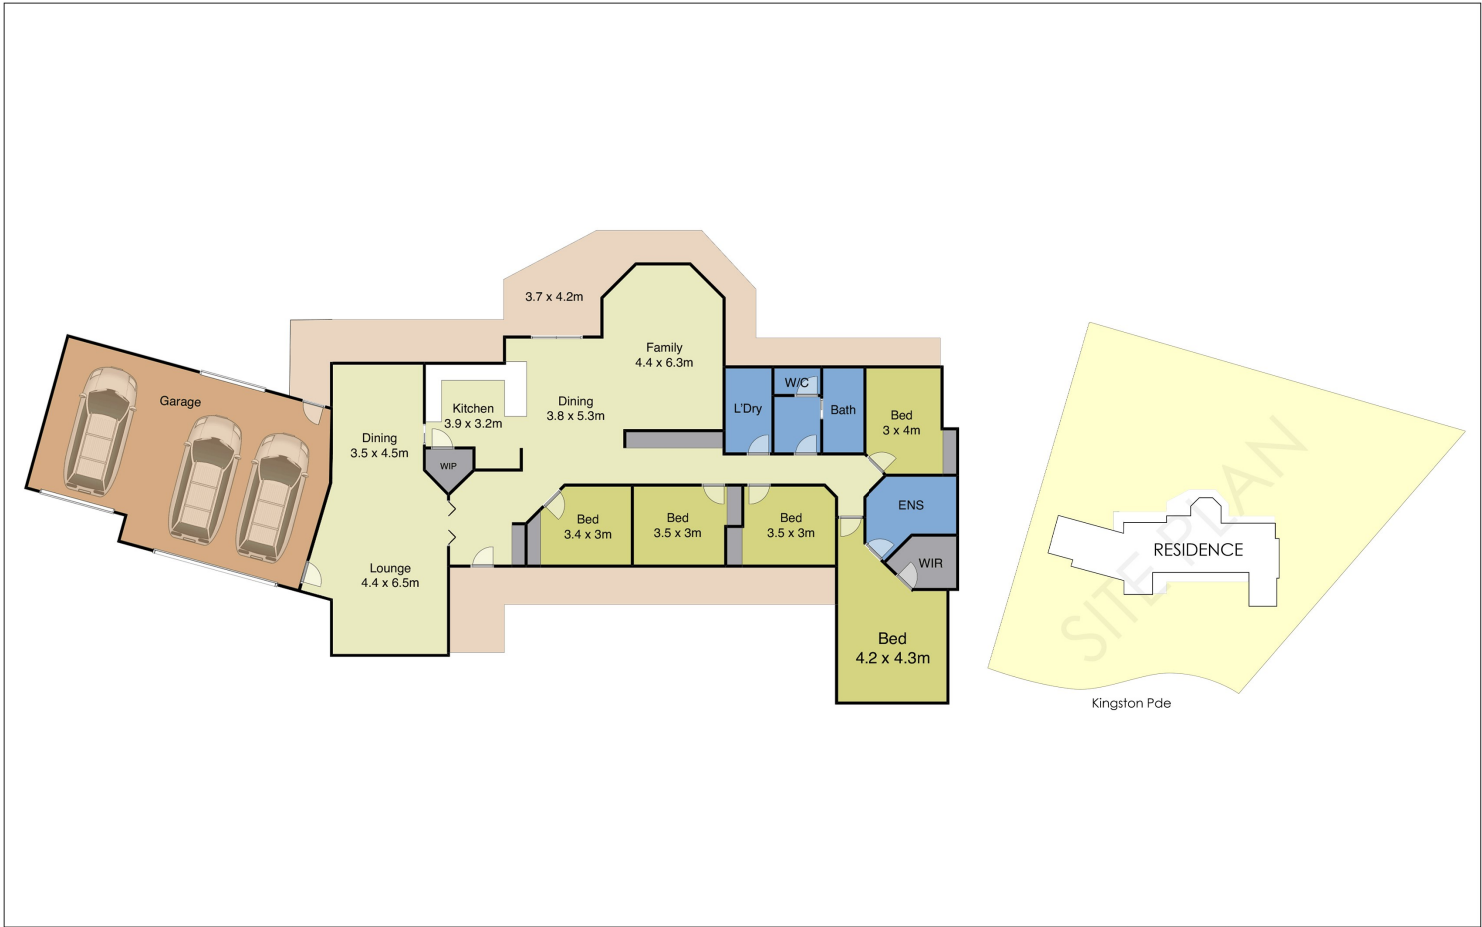 3.7 x 4.2m
Family
4.4 x 6.3m
Garage
Dining
3.5 x 4.5m
Kitchen
3.9 x 3.2m
WIP
Dining
3.8 x 5.3m
L'Dry
W/C
Bath
Bed
3 x 4m
Bed
3.4 x 3m
Bed
3.5 x 3m
Bed
3.5 x 3m
ENS
WIR
Lounge
4.4 x 6.5m
Bed
4.2 x 4.3m
SITE PLAN
RESIDENCE
Kingston Pde